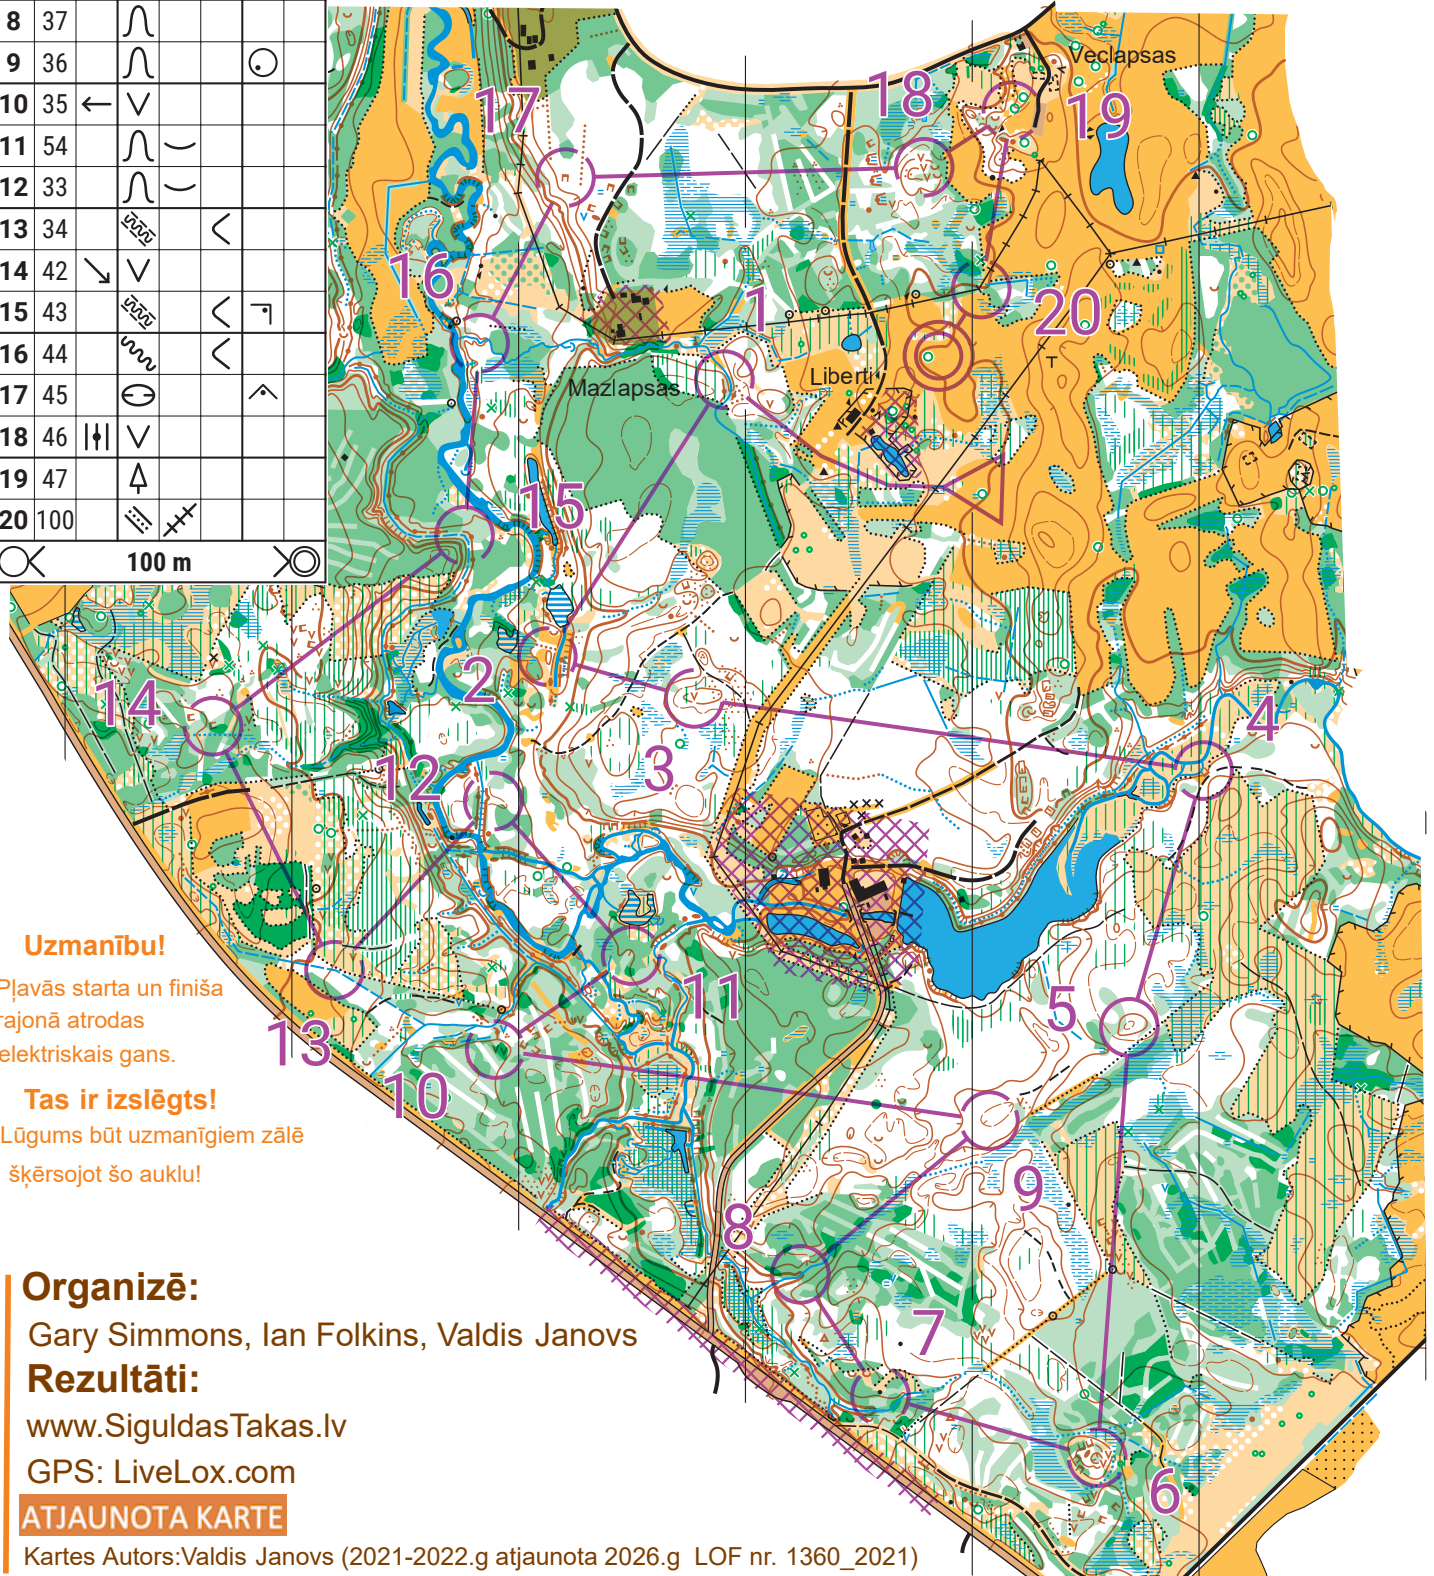 8 37
9 36
10 35
11 54
12 33
13 34
14 42
15 43
16 44
17 45
18 46
19 47
20 100
100 m
Veclapsas
17
18
19
16
1
20
Mazlapsas
Liberti
15
2
14
3
4
12
5
11
13
10
9
8
7
6
Uzmanību!
Pļavās starta un finiša
rajonā atrodas
elektriskais gans.
Tas ir izslēgts!
Lūgums būt uzmanīgiem zālē
šķērsojot šo auklu!
Organizē:
Gary Simmons, Ian Folkins, Valdis Janovs
Rezultāti:
www.SiguldasTakas.lv
GPS: LiveLox.com
ATJAUNOTA KARTE
Kartes Autors:Valdis Janovs (2021-2022.g atjaunota 2026.g LOF nr. 1360_2021)